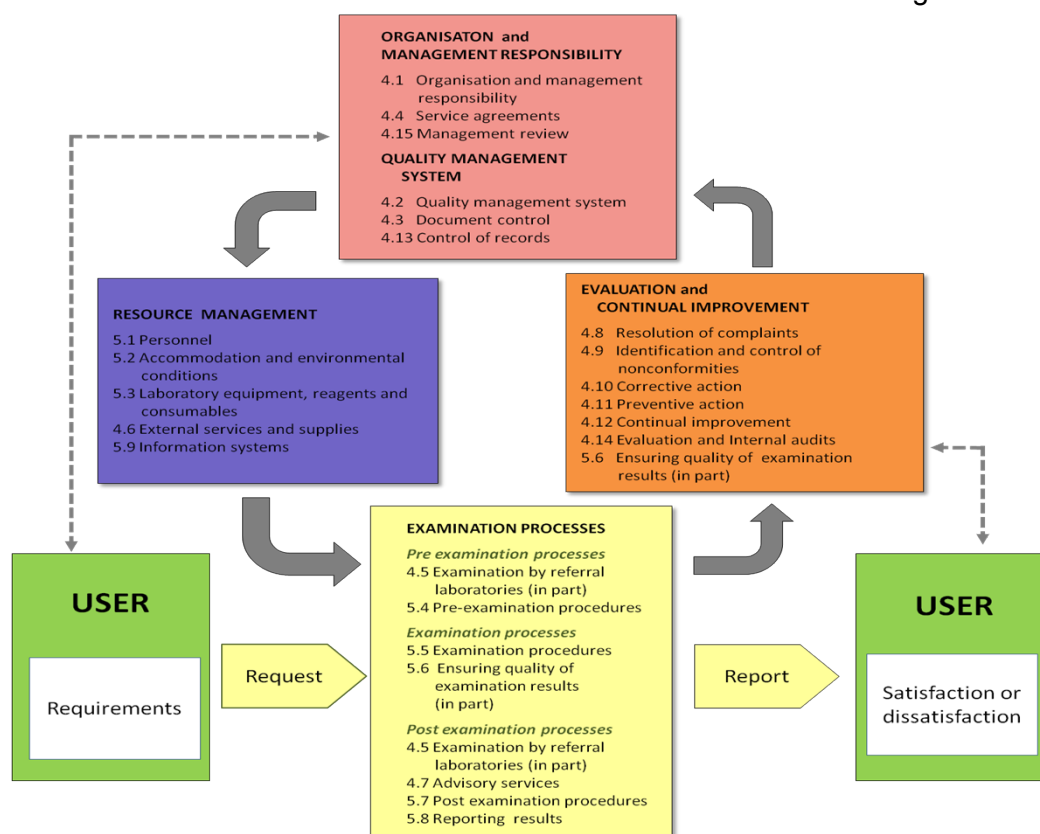 ORGANISATON and
MANAGEMENT RESPONSIBILITY
4.1 Organisation and management
responsibility
4.4 Service agreements
4.15 Management review
QUALITY MANAGEMENT
SYSTEM
4.2 Quality management system
4.3 Document control
4.13 Control of records
RESOURCE MANAGEMENT
5.1 Personnel
5.2 Accommodation and environmental
conditions
5.3 Laboratory equipment, reagents and
consumables
4.6 External services and supplies
5.9 Information systems
EVALUATION and
CONTINUAL IMPROVEMENT
4.8 Resolution of complaints
4.9 Identification and control of
nonconformities
4.10 Corrective action
4.11 Preventive action
4.12 Continual improvement
4.14 Evaluation and Internal audits
5.6 Ensuring quality of examination
results (in part)
USER
Requirements
Request
EXAMINATION PROCESSES
Pre examination processes
4.5 Examination by referral
laboratories (in part)
5.4 Pre-examination procedures
Examination processes
5.5 Examination procedures
5.6 Ensuring quality of
examination results
(in part)
Post examination processes
4.5 Examination by referral
laboratories (in part)
4.7 Advisory services
5.7 Post examination procedures
5.8 Reporting results
Report
USER
Satisfaction or
dissatisfaction